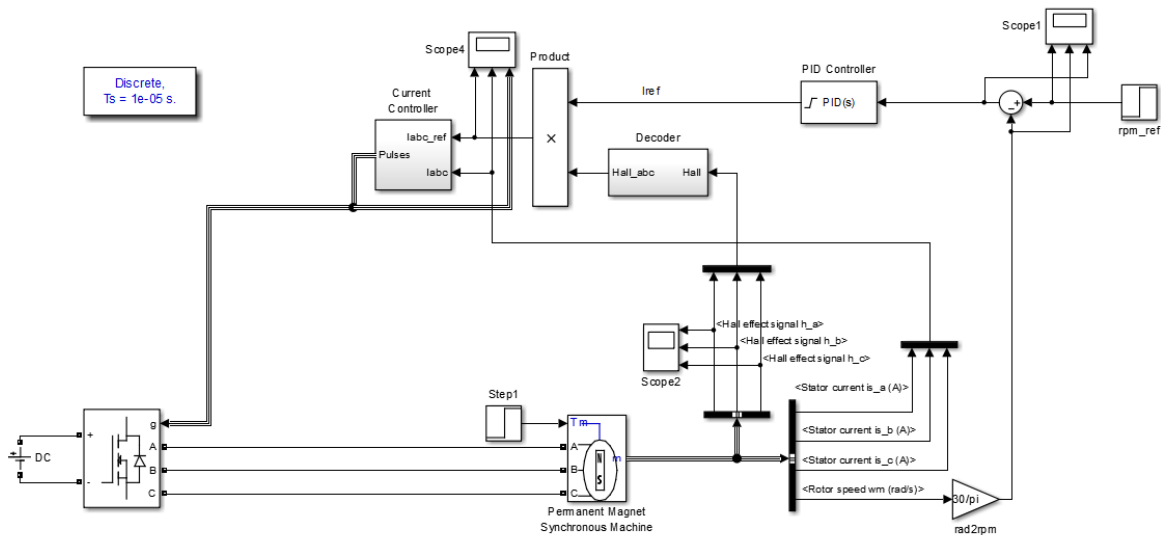 Scope1
Scope4
Product
PID Controller
Discrete,
Ts = 1e-05 s.
Current
Controller
Iref
PID(s)
rpm_ref
Iabc_ref
Pulses
Iabc
×
Decoder
Hall_abc
Hall
<Hall effect signal h_a>
<Hall effect signal h_b>
<Hall effect signal h_c>
Scope2
Step1
<Stator current is_a (A)>
<Stator current is_b (A)>
<Stator current is_c (A)>
<Rotor speed wm (rad/s)>
30/pi
rad2rpm
DC
+
-
g
A
B
C
Tm
A
B
C
N
S
m
Permanent Magnet
Synchronous Machine